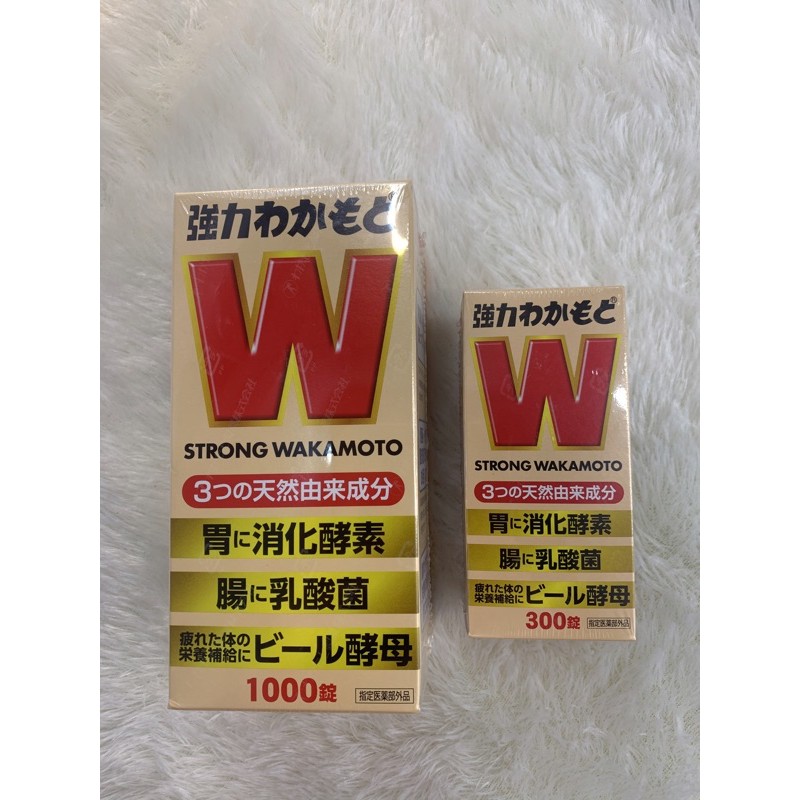 強力わかもと
W
STRONG WAKAMOTO
3つの天然由来成分
胃に消化酵素
腸に乳酸菌
疲れた体の
栄養補給に ビール酵母
1000錠 指定医薬部外品
強力わかもと®
W
STRONG WAKAMOTO
3つの天然由来成分
胃に消化酵素
腸に乳酸菌
疲れた体の
栄養補給に ビール酵母
300錠 指定医薬部外品